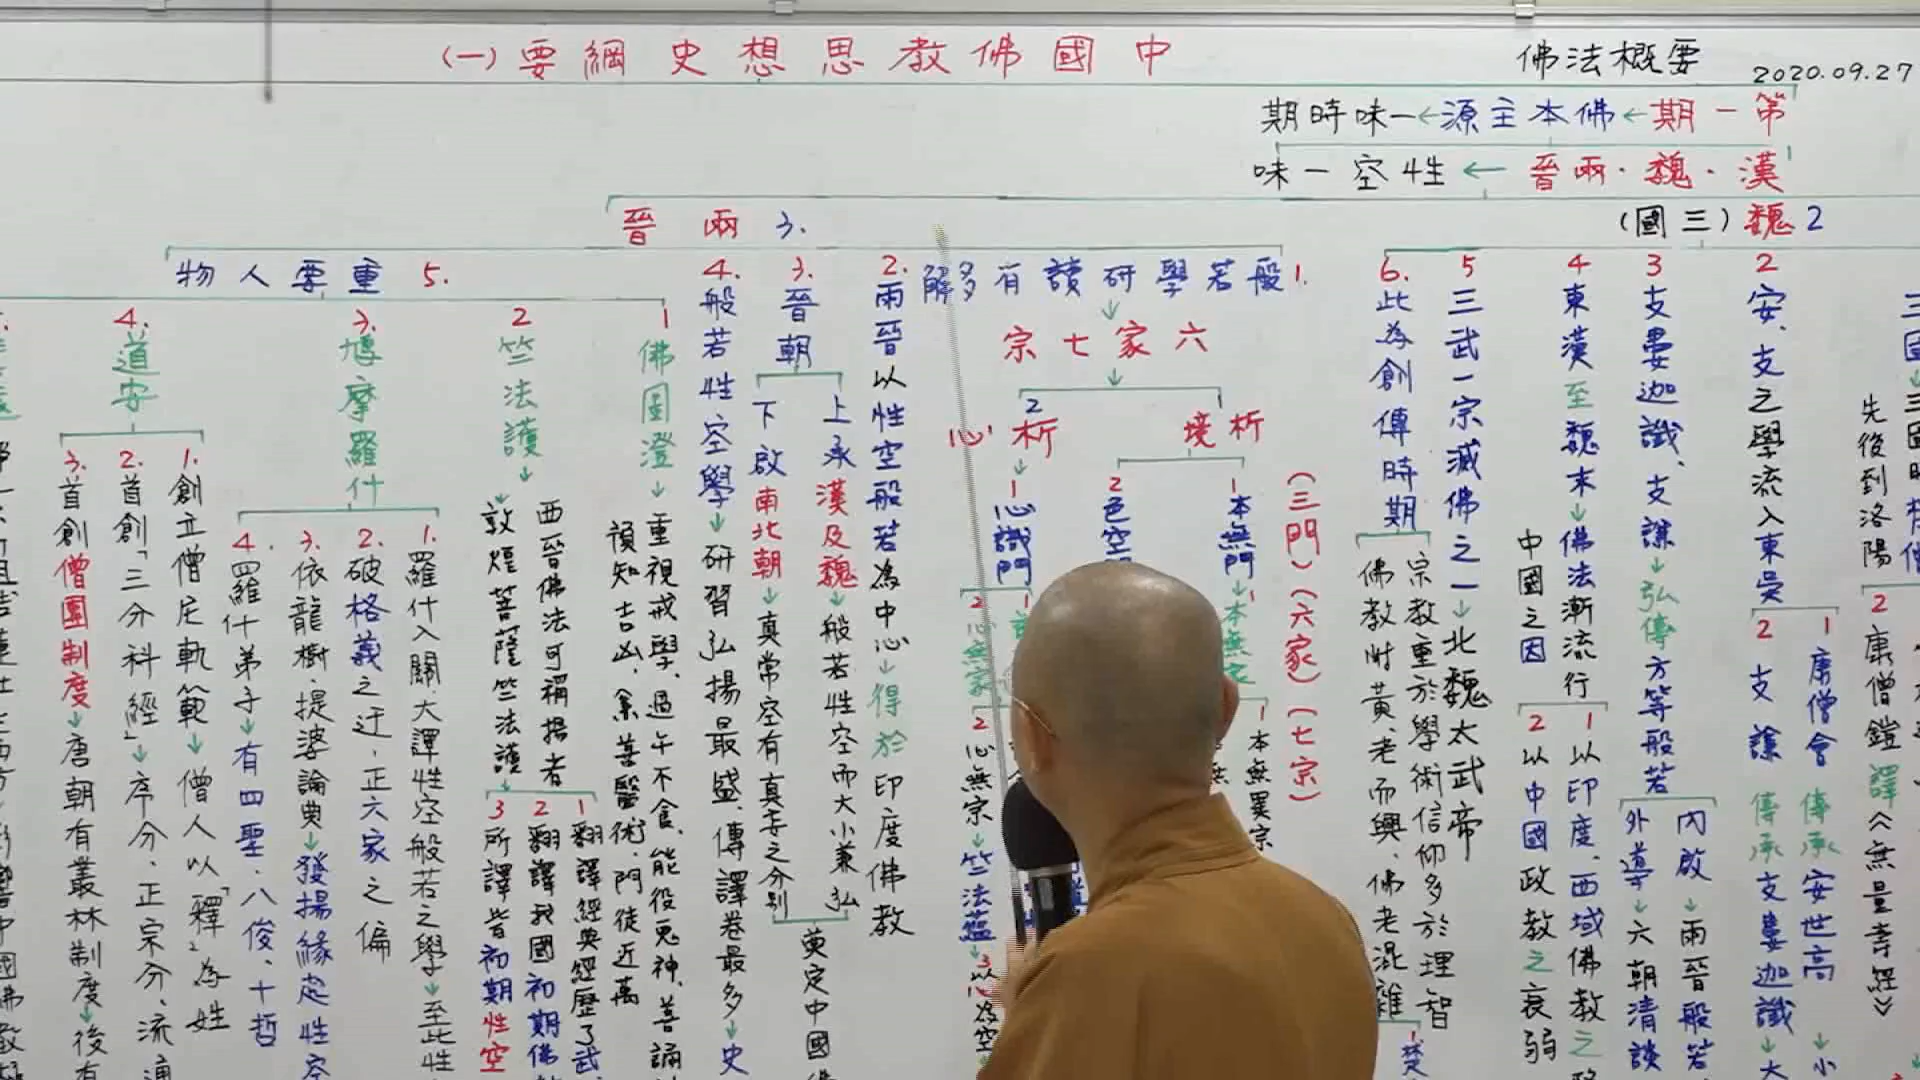 佛法概要
2020.09.27
中國佛教思想史綱要(一)
第一期→佛本主源→一味時期
漢·魏·兩晉→性空一味
2魏(三國)
先後到洛陽
2康僧鎧譯《無量壽經》
2安、支之學流入東吳
1康僧會傳承安世高↓小
2支謙傳承支婁迦讖↓大
3支婁迦讖、支謙↓弘傳方等般若
內啟↓兩晉般若
外導↓六朝清談
4東漢至魏末↓佛法漸流行
中國之因
1以印度、西域佛教之
2以中國政教之衰弱
5三武一宗滅佛之一↓北魏太武帝
6.此為創傳時期
宗教重於學術信仰多於理智
佛教附黃、老而興、佛老混雜
3.兩晉
1.般若學研讀有多解
↓
六家七宗
↓
(三門)(六家)(七宗)
析境
1本無門↓本無家
1本無異宗
2色空
2析心
↓
1心識門
2心無家
2心無宗↓竺法蘊
2.兩晉以性空般若為中心↓得於印度佛教
3.晉朝
上承漢及魏↓般若性空而大小兼弘
下啟南北朝↓真常空有真妄之分別
奠定中國
4.般若性空學↓研習弘揚最盛、傳譯卷最多↓史
5.重要人物
1佛圖澄↓重視戒學、過午不食、能役鬼神、善誦
預知吉凶、兼善醫術、門徒近萬
2竺法護↓
西晉佛法可稱揚者
敦煌菩薩竺法護
1翻譯經典經歷了武
2翻譯我國初期佛
3所譯皆初期性空
3.鳩摩羅什
1.羅什入關、大譯性空般若之學↓至此性
2.破格義之迂,正六家之偏
3.依龍樹、提婆論典↓發揚緣起性空
4.羅什弟子↓有四聖、八俊、十哲
4.道安
1.創立僧尼軌範↓僧人以「釋」為姓
2.首創「三分科經」↓序分、正宗分、流通
3.首創僧團制度↓唐朝有叢林制度↓後有